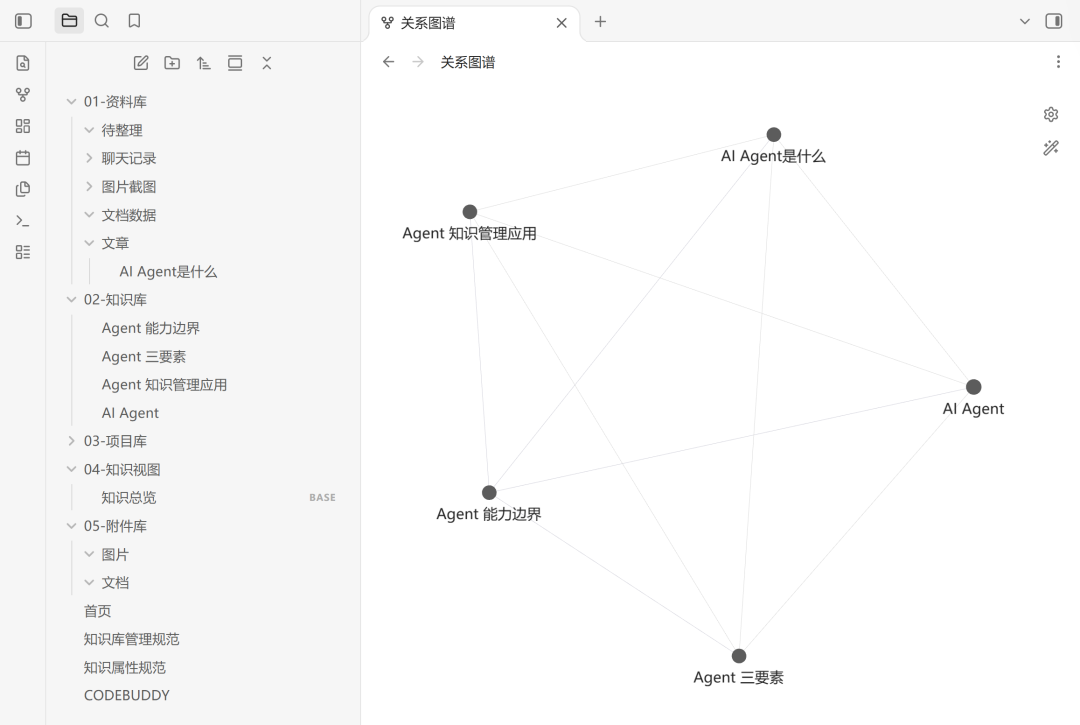 关系图谱
关系图谱
01-资料库
待整理
聊天记录
图片截图
文档数据
文章
AI Agent是什么
02-知识库
Agent 能力边界
Agent 三要素
Agent 知识管理应用
AI Agent
03-项目库
04-知识视图
知识总览 BASE
05-附件库
图片
文档
首页
知识库管理规范
知识属性规范
CODEBUDDY
AI Agent是什么
Agent 知识管理应用
AI Agent
Agent 能力边界
Agent 三要素